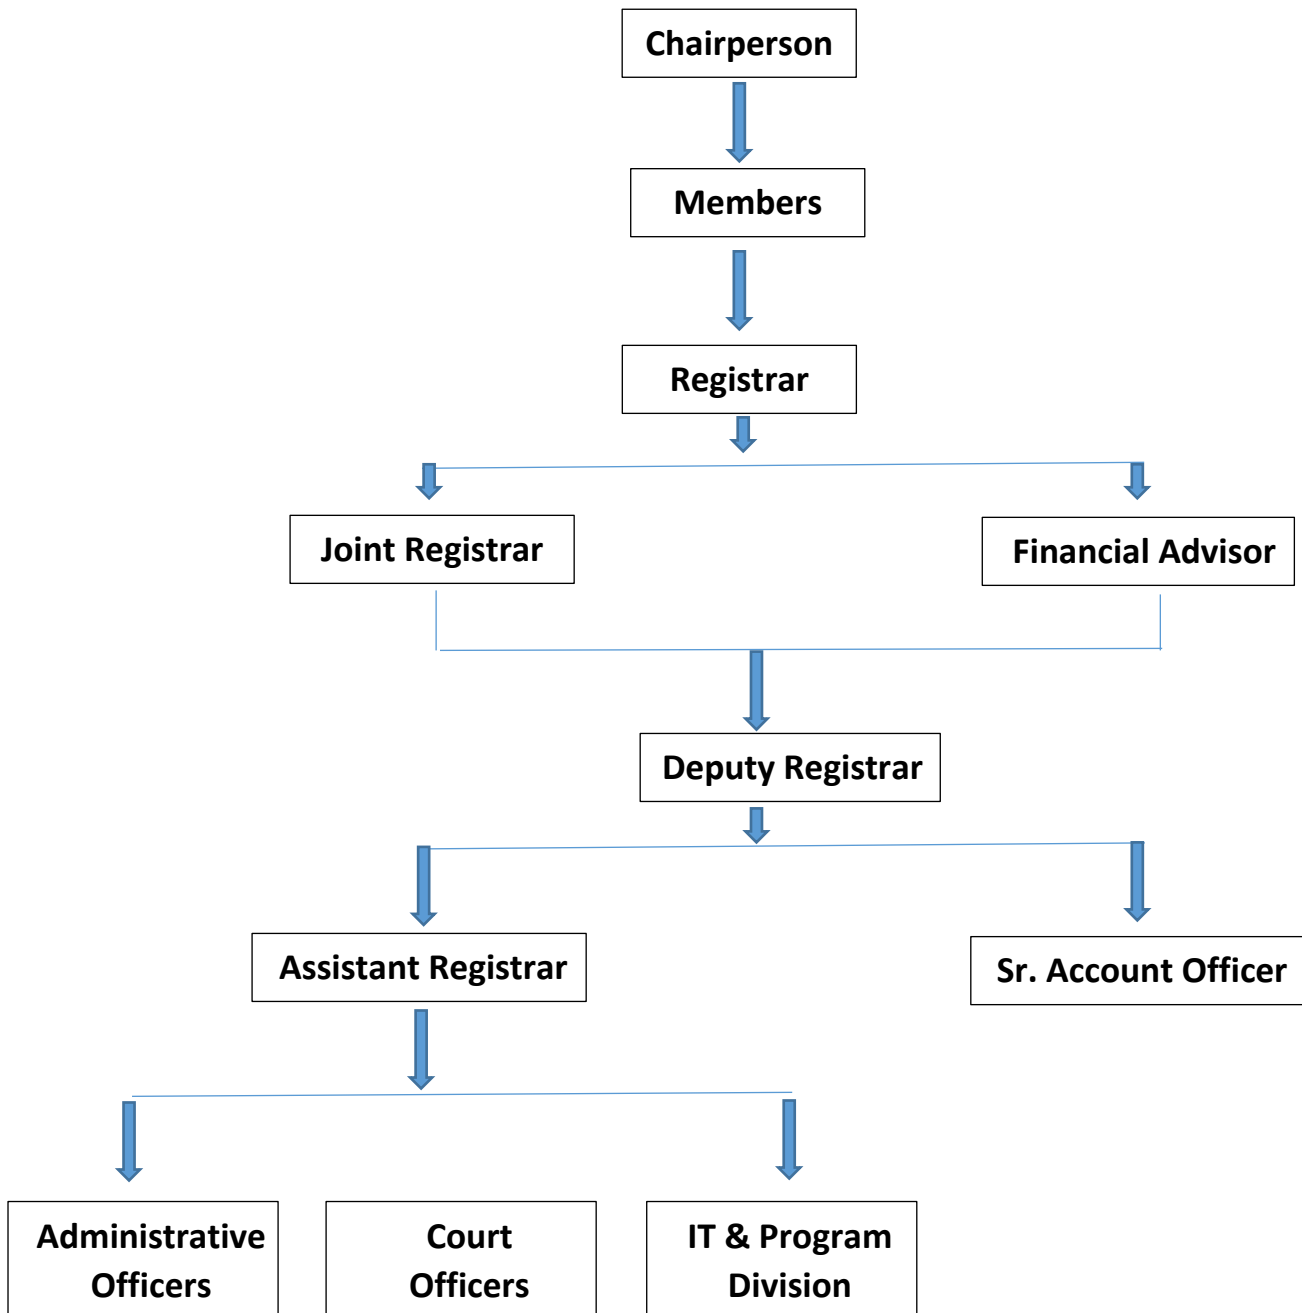 Chairperson
Members
Registrar
Joint Registrar
Financial Advisor
Deputy Registrar
Assistant Registrar
Sr. Account Officer
Administrative
Officers
Court
Officers
IT & Program
Division